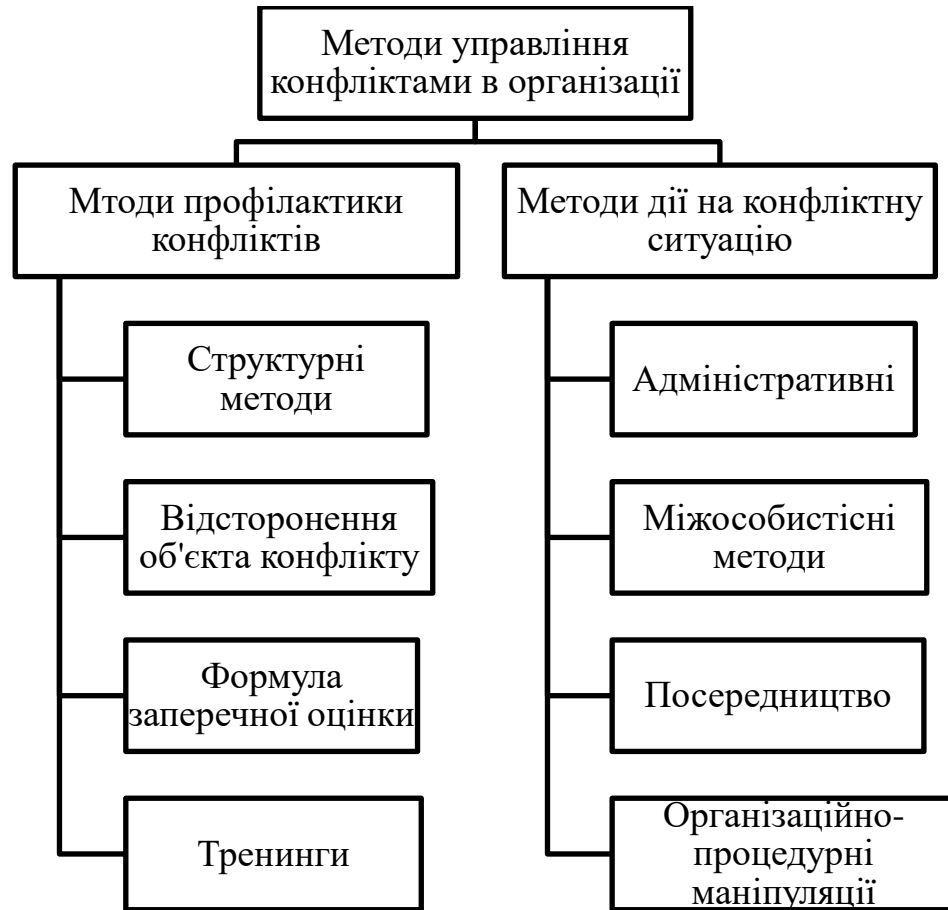 Методи управління
конфліктами в організації
Мтоди профілактики
конфліктів
Структурні
методи
Відсторонення
об'єкта конфлікту
Формула
заперечної оцінки
Тренинги
Методи дії на конфліктну
ситуацію
Адміністративні
Міжособистісні
методи
Посередництво
Організаційно-
процедурні
маніпуляції